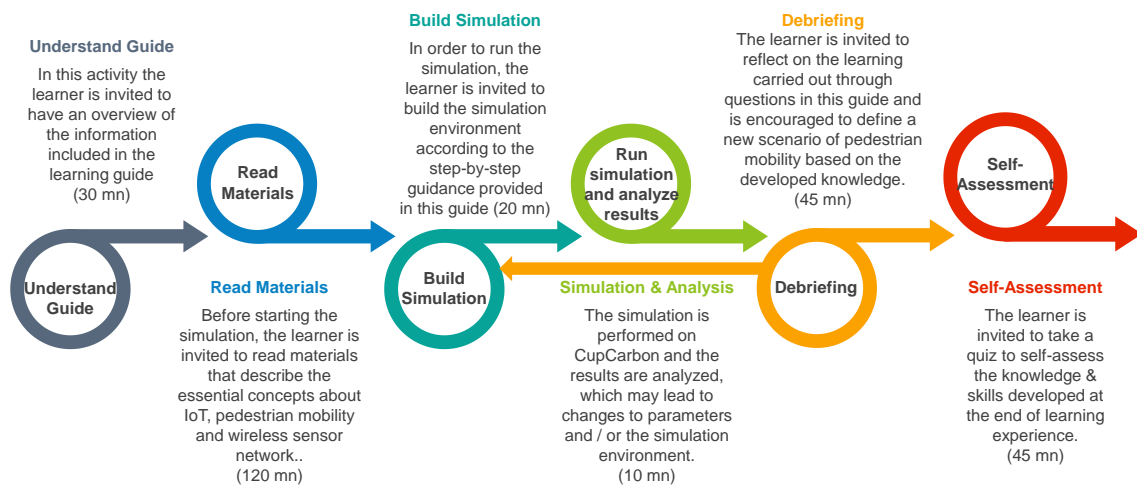 Understand Guide
In this activity the
learner is invited to
have an overview of
the information
included in the
learning guide
(30 mn)
Understand
Guide
Read
Materials
Read Materials
Before starting the
simulation, the learner is
invited to read materials
that describe the
essential concepts about
IoT, pedestrian mobility
and wireless sensor
network..
(120 mn)
Build Simulation
In order to run the
simulation, the
learner is invited to
build the simulation
environment
according to the
step-by-step
guidance provided
in this guide (20 mn)
Build
Simulation
Run
simulation
and analyze
results
Simulation & Analysis
The simulation is
performed on
CupCarbon and the
results are analyzed,
which may lead to
changes to parameters
and / or the simulation
environment.
(10 mn)
Debriefing
The learner is invited to
reflect on the learning
carried out through
questions in this guide and
is encouraged to define a
new scenario of pedestrian
mobility based on the
developed knowledge.
(45 mn)
Debriefing
Self-
Assessment
Self-Assessment
The learner is
invited to take a
quiz to self-assess
the knowledge &
skills developed at
the end of learning
experience.
(45 mn)